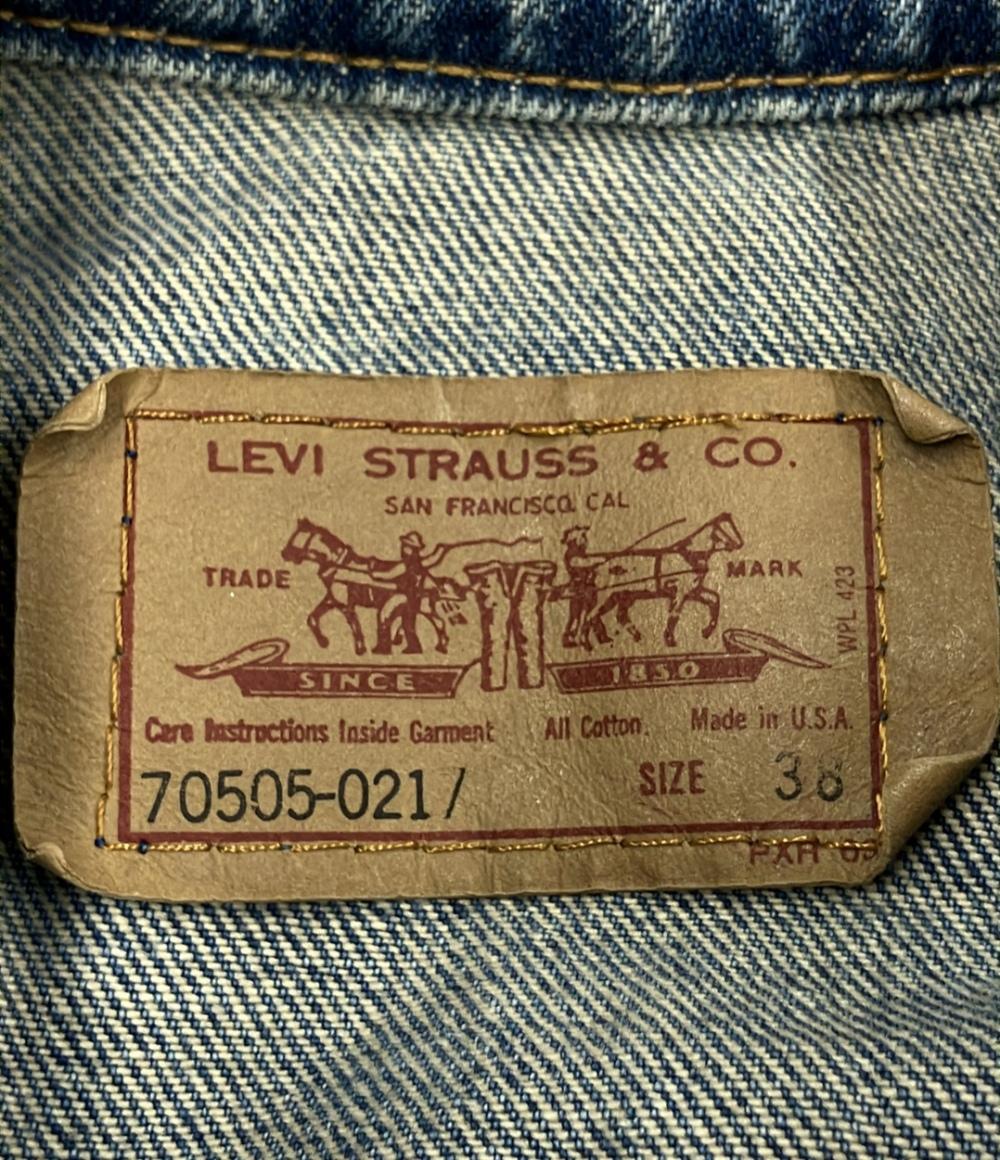 LEVI STRAUSS & CO.
SAN FRANCISCO, CAL
TRADE MARK
WPL 423
SINCE 1850
Care Instructions Inside Garment All Cotton. Made in U.S.A.
70505-0217 SIZE 38